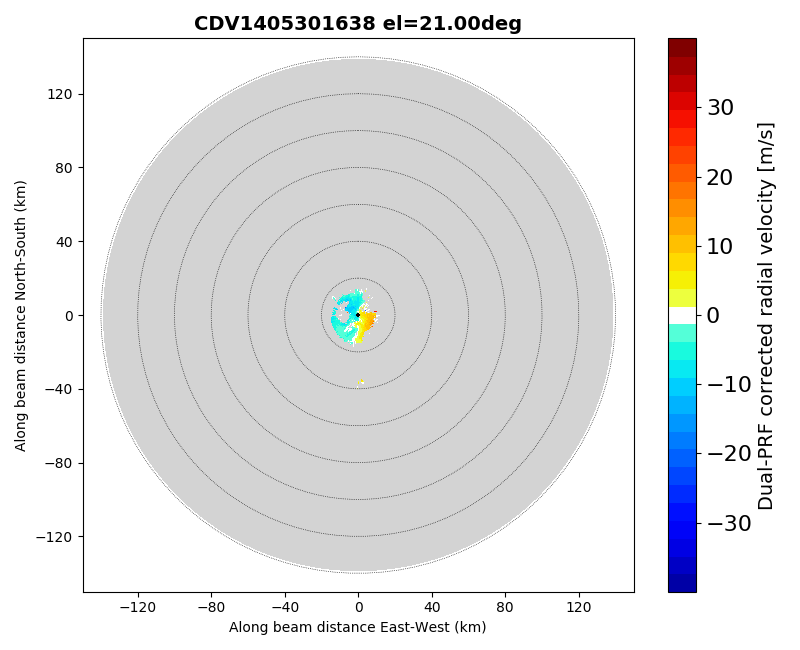 CDV1405301638 el=21.00deg
Along beam distance North-South (km)
120
80
40
0
−40
−80
−120
−120 −80 −40 0 40 80 120
Along beam distance East-West (km)
30
20
10
0
−10
−20
−30
Dual-PRF corrected radial velocity [m/s]